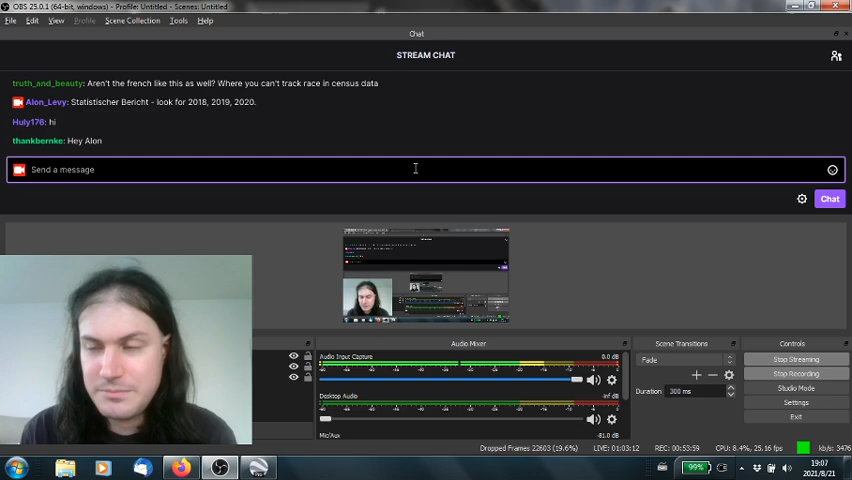 OBS 25.0.1 (64-bit, windows) - Profile: Untitled - Scenes: Untitled
File Edit View Profile Scene Collection Tools Help
Chat
STREAM CHAT
truth_and_beauty: Aren't the french like this as well? Where you can't track race in census data
Alon_Levy: Statistischer Bericht - look for 2018, 2019, 2020.
Huly176: hi
thankbernke: Hey Alon
Send a message
Chat
Audio Mixer Scene Transitions Controls
Audio Input Capture 0.0 dB Fade Stop Streaming
Stop Recording
Duration 300 ms Studio Mode
Desktop Audio -inf dB Settings
Exit
Mic/Aux -81.0 dB
Dropped Frames 22603 (19.6%) LIVE: 01:03:12 REC: 00:53:59 CPU: 8.4%, 25.16 fps kb/s: 3476
99% 19:07
2021/8/21